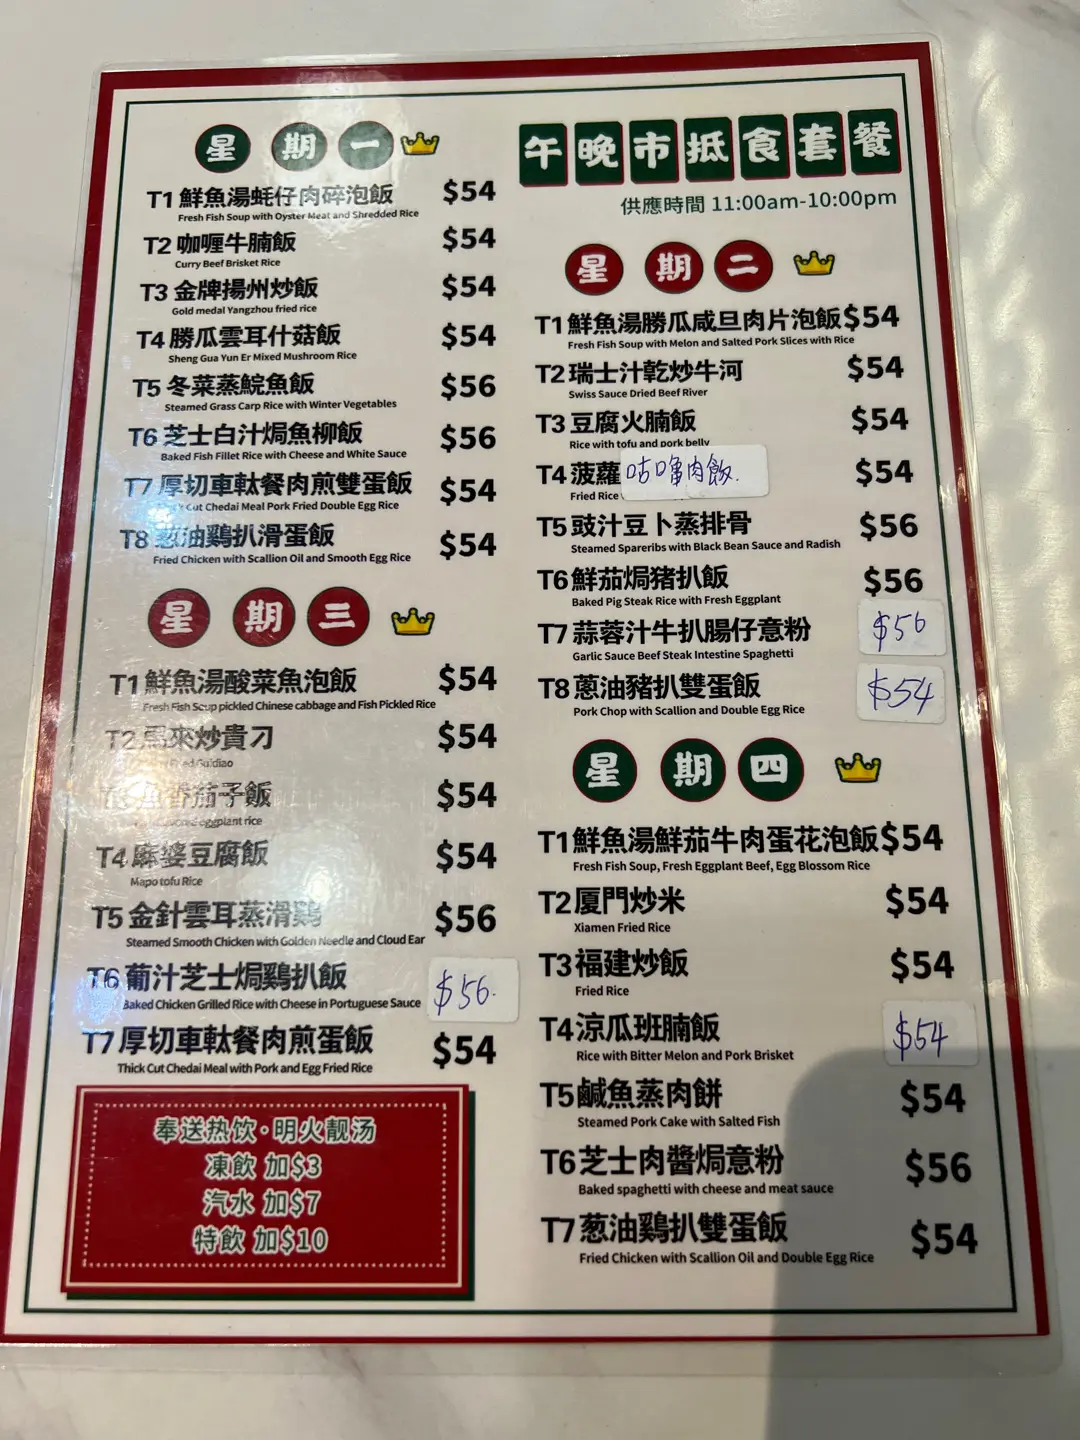 星期一
T1 鮮魚湯蚝仔肉碎泡飯 $54
Fresh Fish Soup with Oyster Meat and Shredded Rice
T2 咖喱牛腩飯 $54
Curry Beef Brisket Rice
T3 金牌揚州炒飯 $54
Gold medal Yangzhou fried rice
T4 勝瓜雲耳什菇飯 $54
Sheng Gua Yun Er Mixed Mushroom Rice
T5 冬菜蒸鯇魚飯 $56
Steamed Grass Carp Rice with Winter Vegetables
T6 芝士白汁焗魚柳飯 $56
Baked Fish Fillet Rice with Cheese and White Sauce
T7 厚切車軚餐肉煎雙蛋飯 $54
Cut Chedai Meal Pork Fried Double Egg Rice
T8 葱油鷄扒滑蛋飯 $54
Fried Chicken with Scallion Oil and Smooth Egg Rice
星期三
T1 鮮魚湯酸菜魚泡飯 $54
Fresh Fish Soup pickled Chinese cabbage and Fish Pickled Rice
T2 馬來炒貴刀 $54
Fried Guidiao
魚香茄子飯 $54
eggplant rice
T4 麻婆豆腐飯 $54
Mapo tofu Rice
T5 金針雲耳蒸滑鷄 $56
Steamed Smooth Chicken with Golden Needle and Cloud Ear
T6 葡汁芝士焗鷄扒飯 $56.
Baked Chicken Grilled Rice with Cheese in Portuguese Sauce
T7 厚切車軚餐肉煎蛋飯 $54
Thick Cut Chedai Meal with Pork and Egg Fried Rice
奉送热饮·明火靓汤
凍飲 加$3
汽水 加$7
特飲 加$10
午晚市抵食套餐
供應時間 11:00am-10:00pm
星期二
T1 鮮魚湯勝瓜咸旦肉片泡飯 $54
Fresh Fish Soup with Melon and Salted Pork Slices with Rice
T2 瑞士汁乾炒牛河 $54
Swiss Sauce Dried Beef River
T3 豆腐火腩飯 $54
Rice with tofu and pork belly
T4 菠蘿咕嚕肉飯. $54
Fried Rice
T5 豉汁豆卜蒸排骨 $56
Steamed Spareribs with Black Bean Sauce and Radish
T6 鮮茄焗猪扒飯 $56
Baked Pig Steak Rice with Fresh Eggplant
T7 蒜蓉汁牛扒腸仔意粉 $56
Garlic Sauce Beef Steak Intestine Spaghetti
T8 蔥油豬扒雙蛋飯 $54
Pork Chop with Scallion and Double Egg Rice
星期四
T1 鮮魚湯鮮茄牛肉蛋花泡飯 $54
Fresh Fish Soup, Fresh Eggplant Beef, Egg Blossom Rice
T2 厦門炒米 $54
Xiamen Fried Rice
T3 福建炒飯 $54
Fried Rice
T4 涼瓜班腩飯 $54
Rice with Bitter Melon and Pork Brisket
T5 鹹魚蒸肉餅 $54
Steamed Pork Cake with Salted Fish
T6 芝士肉醬焗意粉 $56
Baked spaghetti with cheese and meat sauce
T7 葱油鷄扒雙蛋飯 $54
Fried Chicken with Scallion Oil and Double Egg Rice